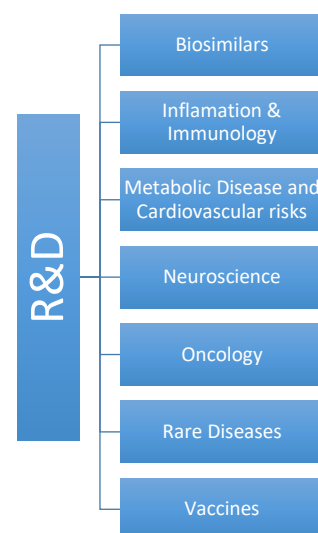 R&D
Biosimilars
Inflamation &
Immunology
Metabolic Disease and
Cardiovascular risks
Neuroscience
Oncology
Rare Diseases
Vaccines